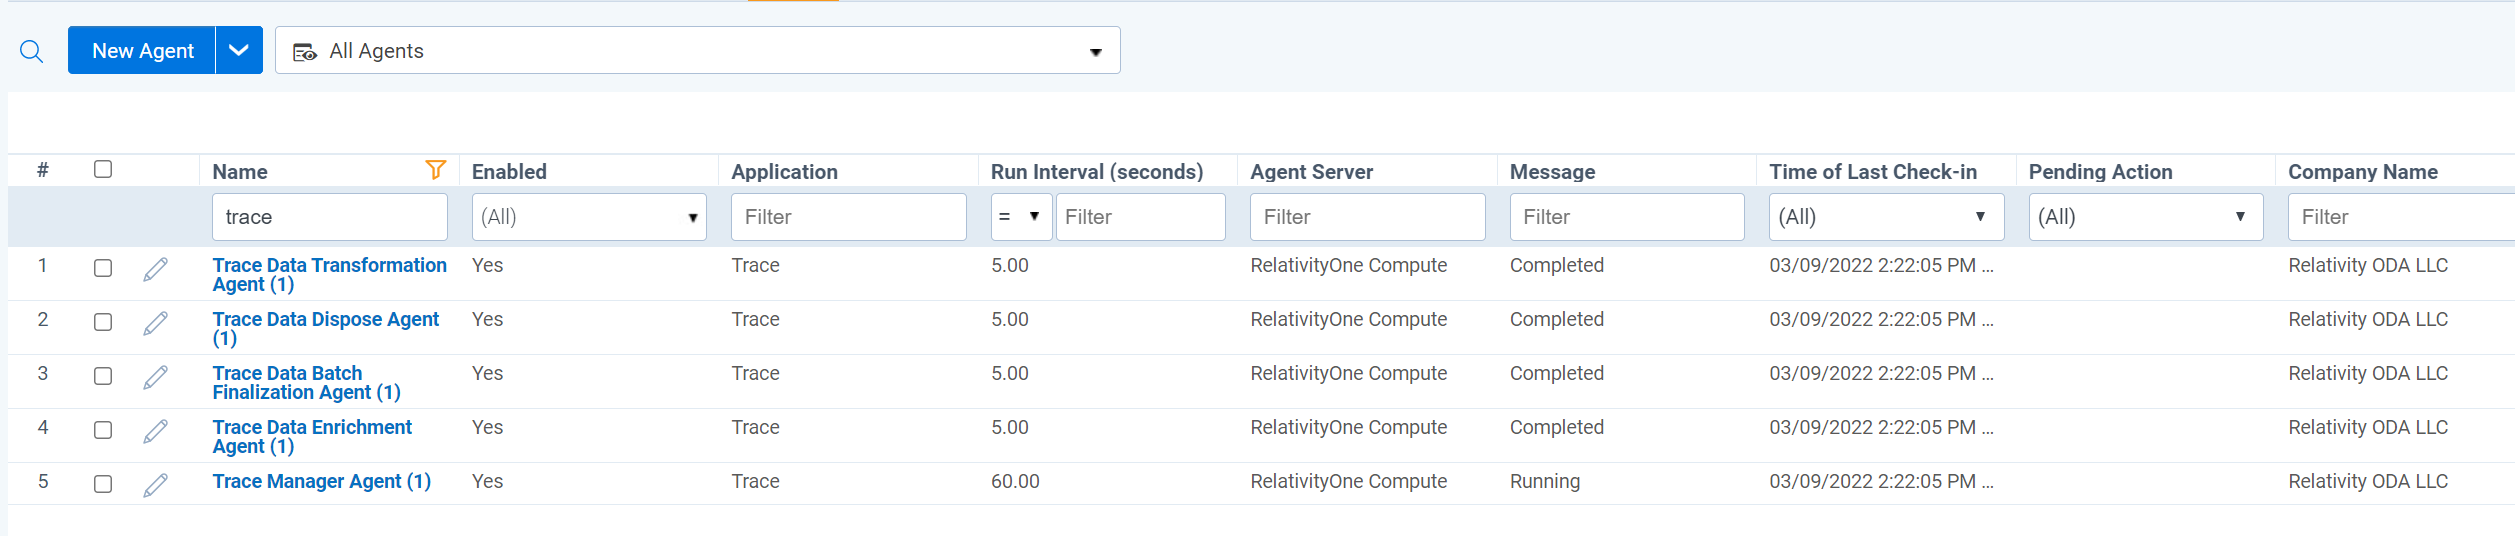 New Agent
All Agents
# Name Enabled Application Run Interval (seconds) Agent Server Message Time of Last Check-in Pending Action Company Name
trace (All) Filter = Filter Filter Filter (All) (All) Filter
1 Trace Data Transformation Agent (1) Yes Trace 5.00 RelativityOne Compute Completed 03/09/2022 2:22:05 PM ... Relativity ODA LLC
2 Trace Data Dispose Agent (1) Yes Trace 5.00 RelativityOne Compute Completed 03/09/2022 2:22:05 PM ... Relativity ODA LLC
3 Trace Data Batch Finalization Agent (1) Yes Trace 5.00 RelativityOne Compute Completed 03/09/2022 2:22:05 PM ... Relativity ODA LLC
4 Trace Data Enrichment Agent (1) Yes Trace 5.00 RelativityOne Compute Completed 03/09/2022 2:22:05 PM ... Relativity ODA LLC
5 Trace Manager Agent (1) Yes Trace 60.00 RelativityOne Compute Running 03/09/2022 2:22:05 PM ... Relativity ODA LLC